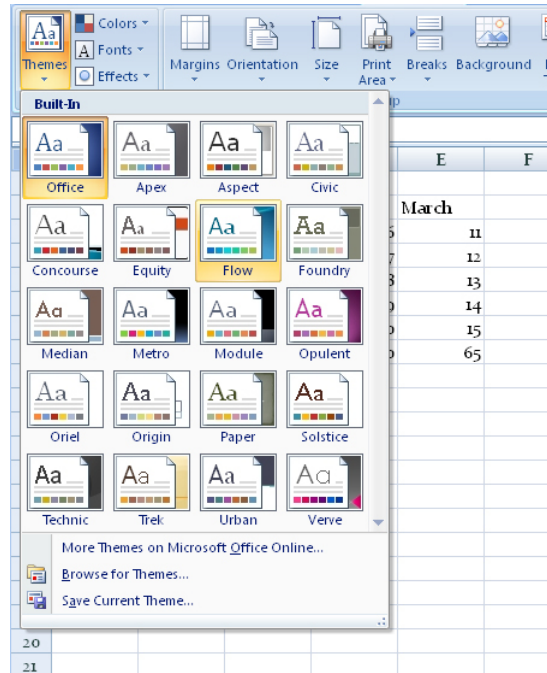 Colors
Fonts
Effects
Themes Margins Orientation Size Print Area Breaks Background
Built-In
Aa Aa Aa Aa
Office Apex Aspect Civic
Aa Aa Aa Aa
Concourse Equity Flow Foundry
Aa Aa Aa Aa
Median Metro Module Opulent
Aa Aa Aa Aa
Oriel Origin Paper Solstice
Aa Aa Aa Aa
Technic Trek Urban Verve
More Themes on Microsoft Office Online...
Browse for Themes...
Save Current Theme...
E F
March
11
12
13
14
15
65
20
21